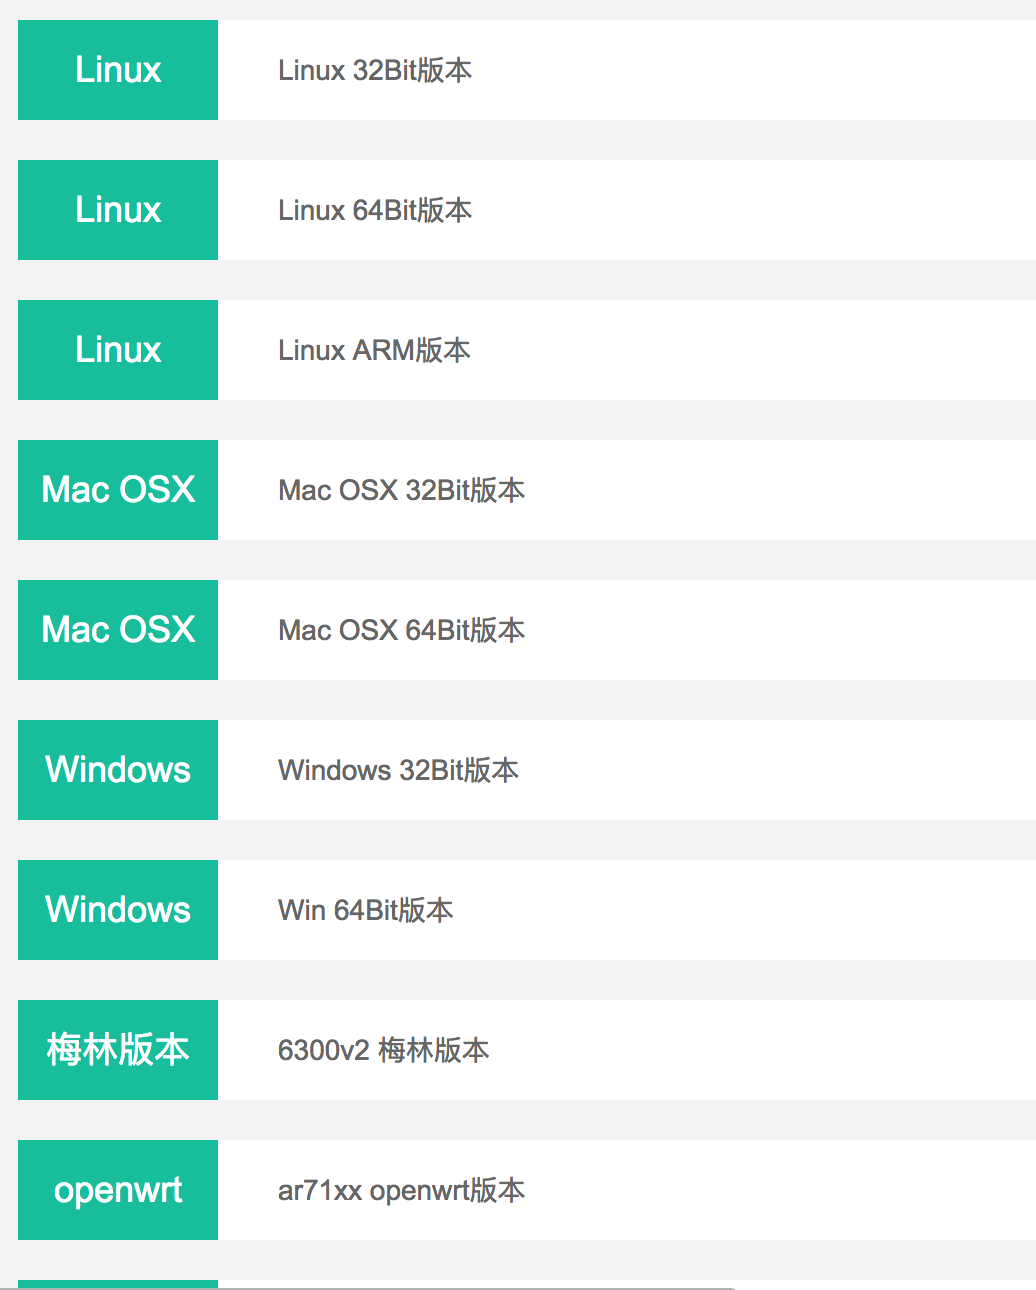 Linux
Linux 32Bit版本
Linux
Linux 64Bit版本
Linux
Linux ARM版本
Mac OSX
Mac OSX 32Bit版本
Mac OSX
Mac OSX 64Bit版本
Windows
Windows 32Bit版本
Windows
Win 64Bit版本
梅林版本
6300v2 梅林版本
openwrt
ar71xx openwrt版本